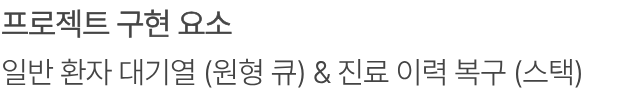 프로젝트 구현 요소
일반 환자 대기열 (원형 큐) & 진료 이력 복구 (스택)